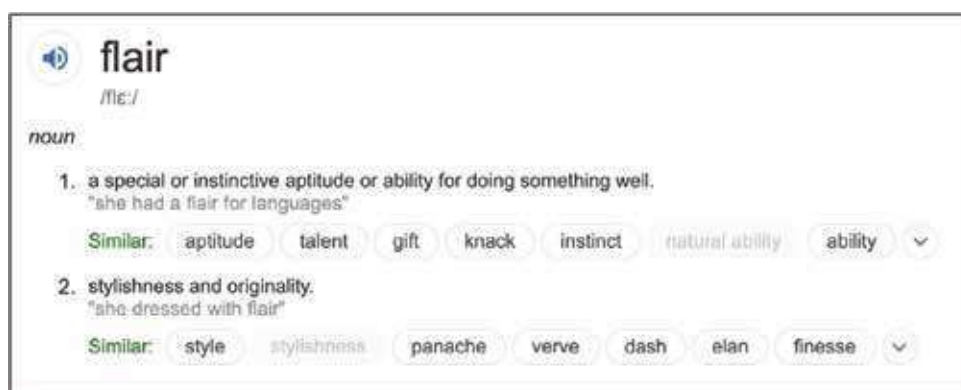 flair
/flɛː/
noun
1. a special or instinctive aptitude or ability for doing something well.
"she had a flair for languages"
Similar: aptitude talent gift knack instinct natural ability ability
2. stylishness and originality.
"she dressed with flair"
Similar: style stylishness panache verve dash elan finesse